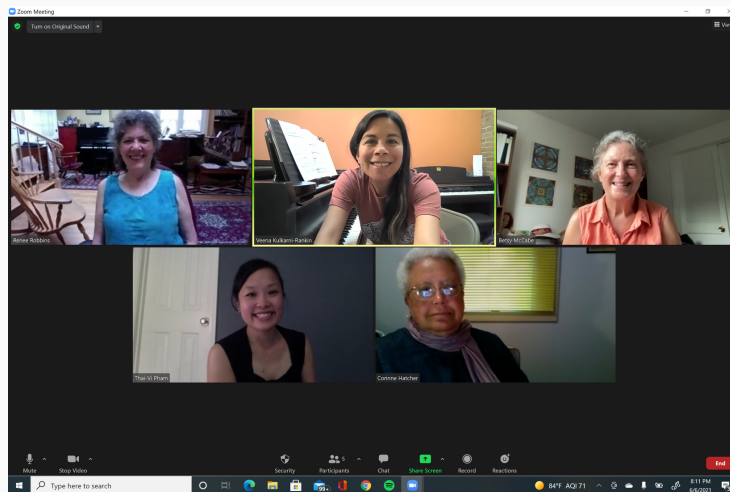 Zoom Meeting
Turn on Original Sound
View
Renee Robbins
Veena Kulkarni-Rankin
Betsy McCabe
Thai-Vi Pham
Corinne Hatcher
Mute
Stop Video
Security
Participants
5
Chat
Share Screen
Record
Reactions
End
Type here to search
99+
84°F AQI 71
8:11 PM
6/6/2021